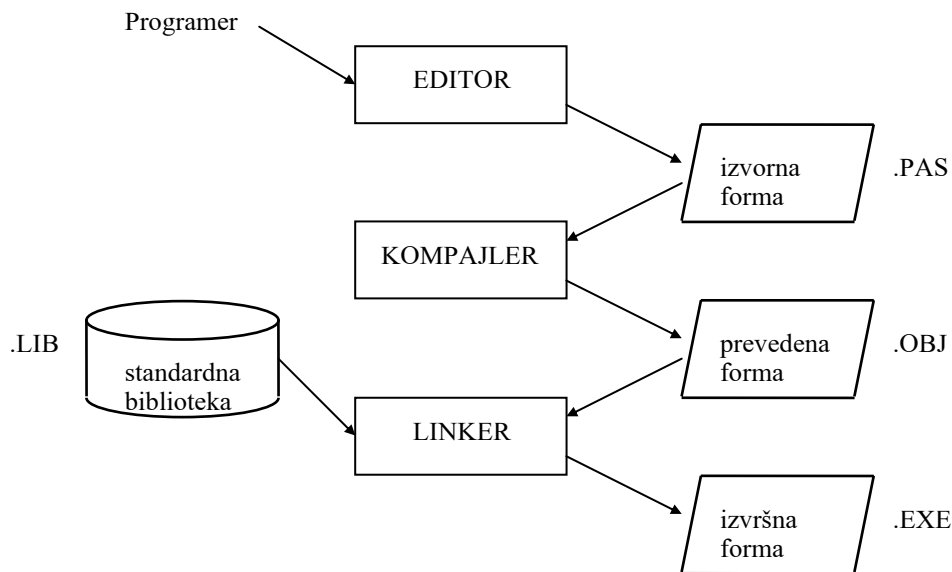 Programer
EDITOR
izvorna
forma
.PAS
KOMPAJLER
.LIB
standardna
biblioteka
prevedena
forma
.OBJ
LINKER
izvršna
forma
.EXE